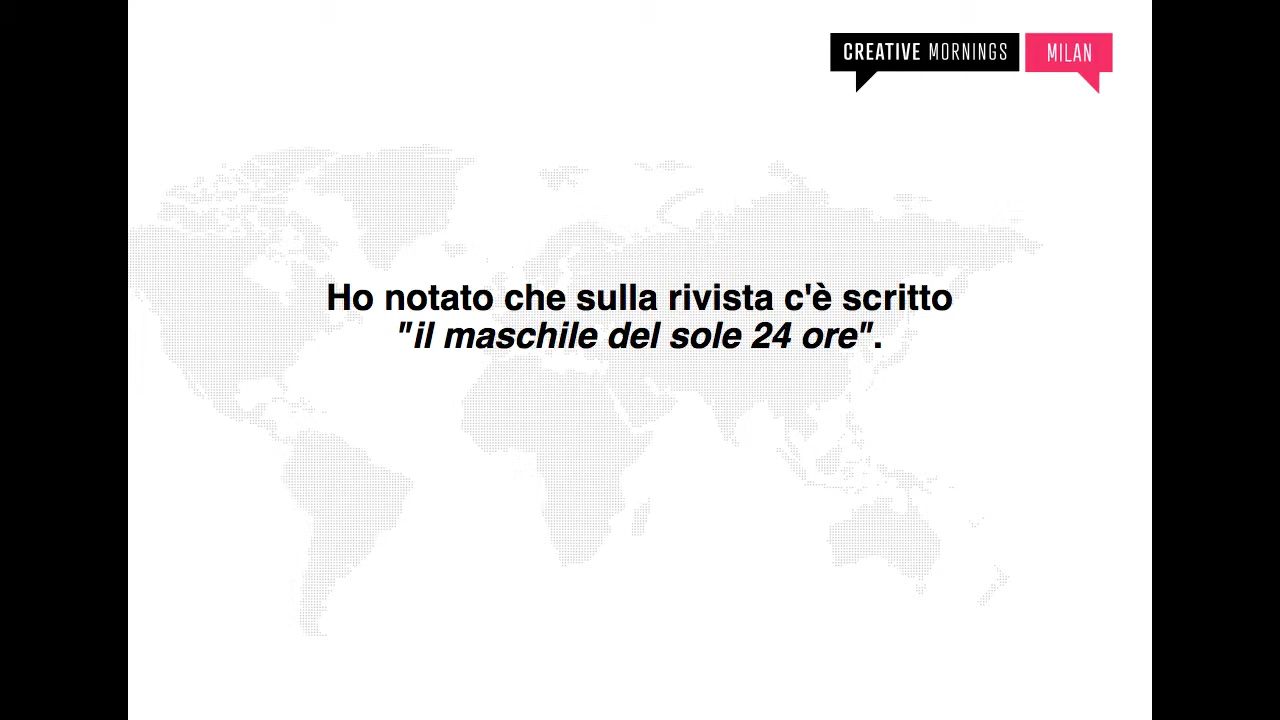 CREATIVE MORNINGS MILAN
Ho notato che sulla rivista c'è scritto
"il maschile del sole 24 ore".